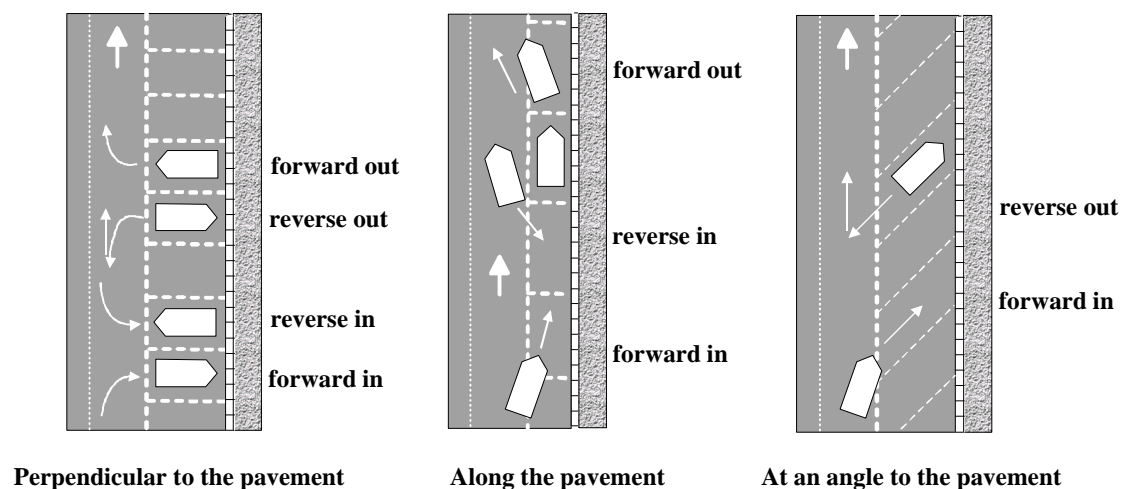 forward out
reverse out
reverse in
forward in
Perpendicular to the pavement
forward out
reverse in
forward in
Along the pavement
reverse out
forward in
At an angle to the pavement